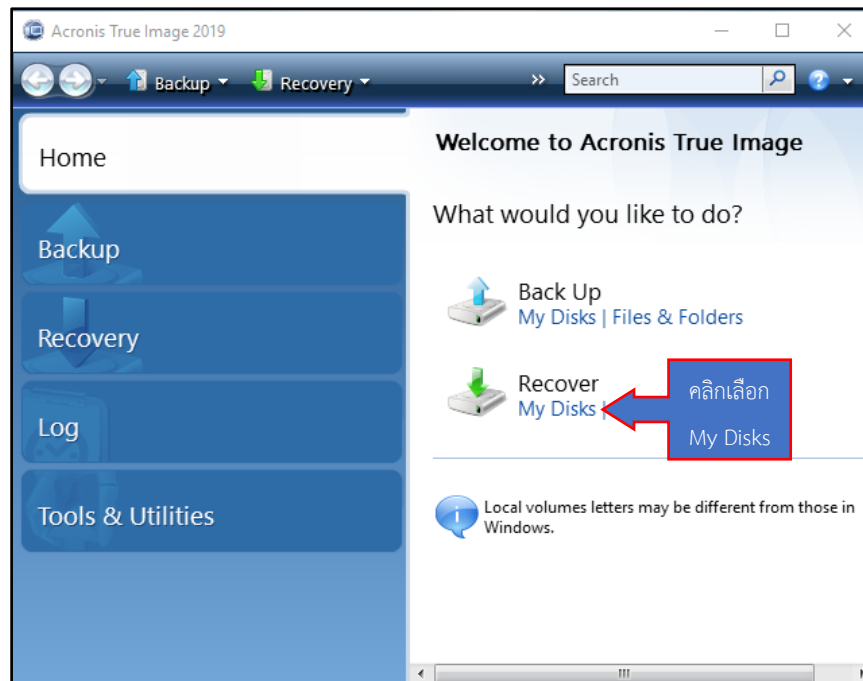 Acronis True Image 2019
Backup
Recovery
Search
Home
Backup
Recovery
Log
Tools & Utilities
Welcome to Acronis True Image
What would you like to do?
Back Up
My Disks | Files & Folders
Recover
My Disks |
คลิกเลือก
My Disks
Local volumes letters may be different from those in
Windows.